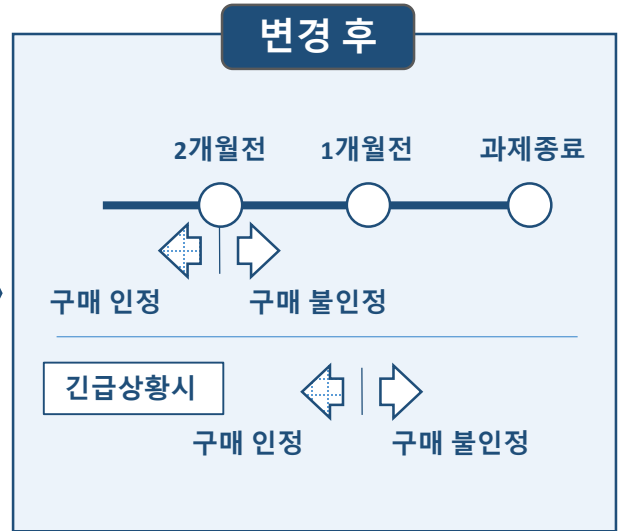 변경 후
2개월전 1개월전 과제종료
구매 인정 구매 불인정
긴급상황시
구매 인정 구매 불인정